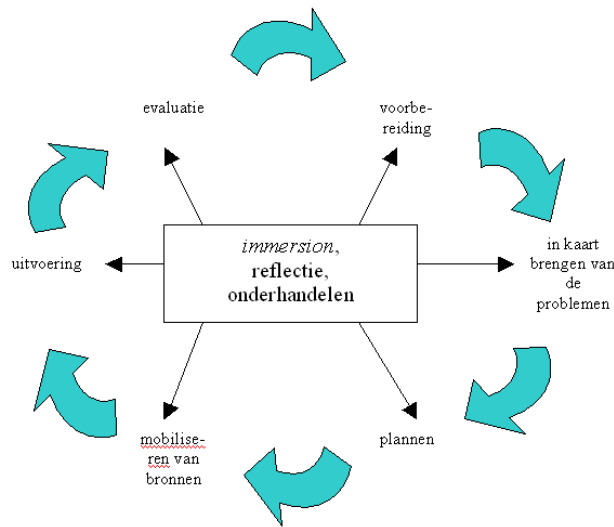 evaluatie
voorbe-
reiding
immersion,
reflectie,
onderhandelen
uitvoering
in kaart
brengen van
de
problemen
mobilise-
ren van
bronnen
plannen